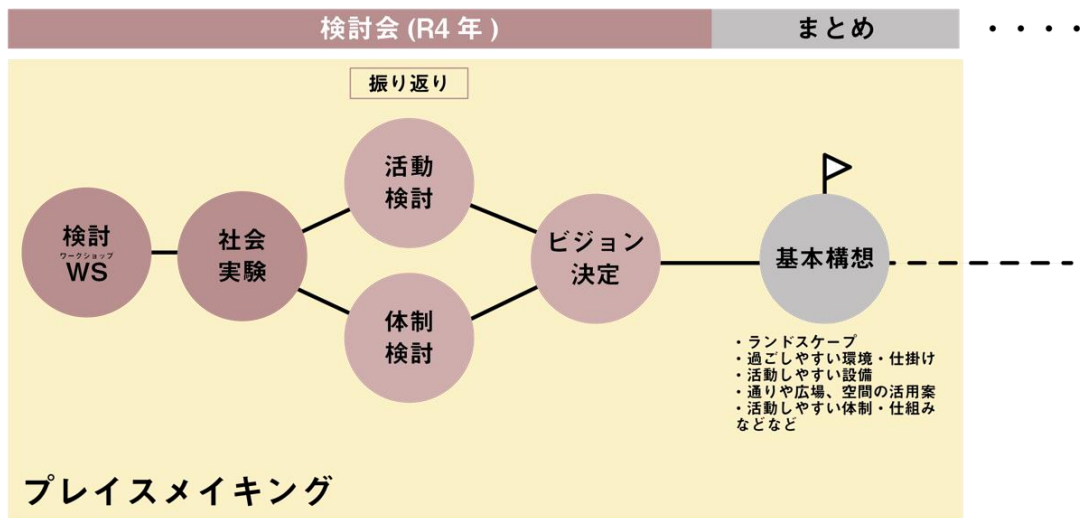 検討会(R4年)
まとめ
・・・・
振り返り
検討
ワークショップ
WS
社会
実験
活動
検討
体制
検討
ビジョン
決定
基本構想
・ランドスケープ
・過ごしやすい環境・仕掛け
・活動しやすい設備
・通りや広場、空間の活用案
・活動しやすい体制・仕組み
などなど
プレイスメイキング